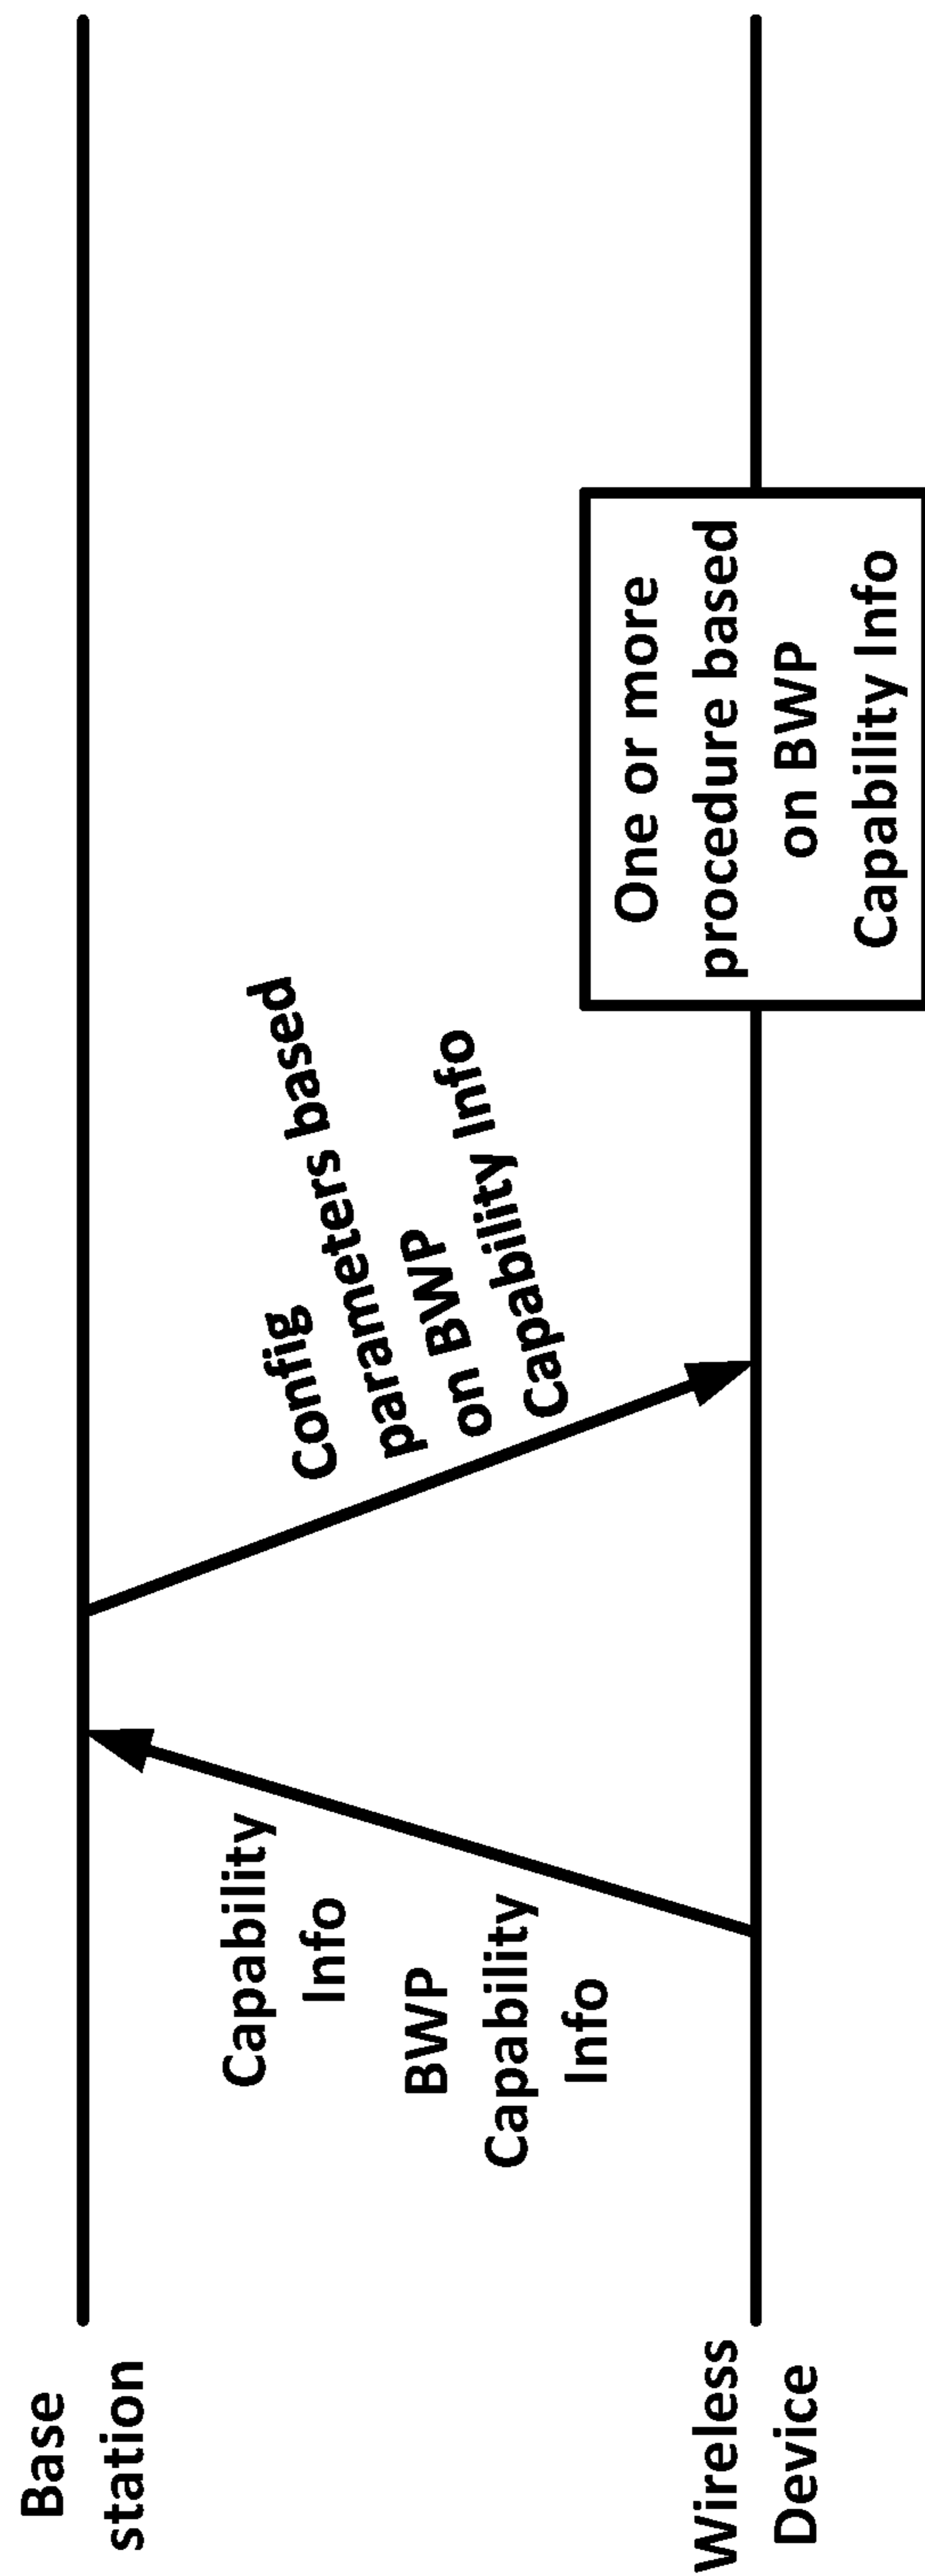 Base
station
Capability
Info
BWP
Capability
Info
Config
parameters based
on BWP
Capability Info
One or more
procedure based
on BWP
Capability Info
Wireless
Device